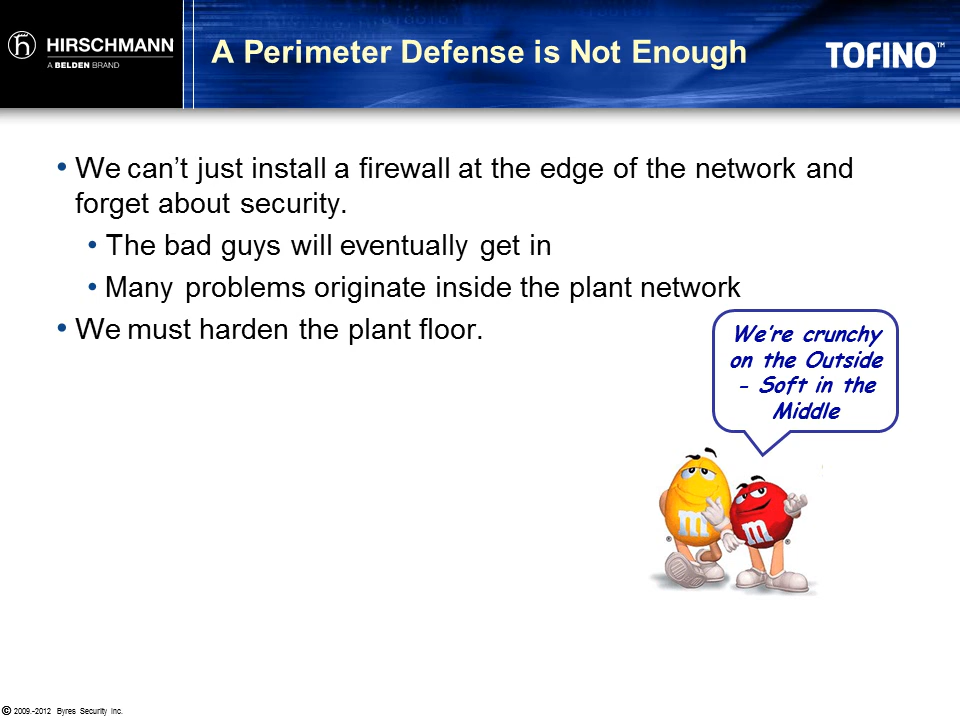 HIRSCHMANN
A BELDEN BRAND
A Perimeter Defense is Not Enough
TOFINO™
• We can’t just install a firewall at the edge of the network and
forget about security.
• The bad guys will eventually get in
• Many problems originate inside the plant network
• We must harden the plant floor.
We’re crunchy
on the Outside
- Soft in the
Middle
m m
® ®
© 2009.-2012 Byres Security Inc.